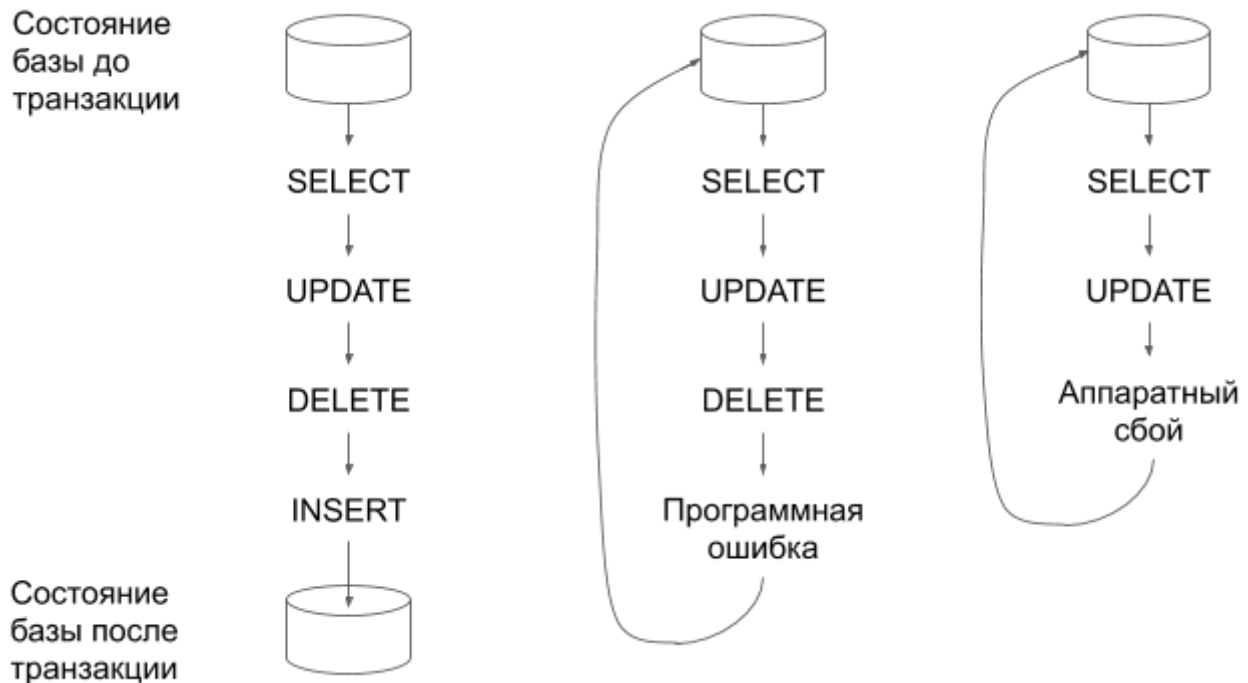 Состояние
базы до
транзакции
SELECT
UPDATE
DELETE
INSERT
Состояние
базы после
транзакции
SELECT
UPDATE
DELETE
Программная
ошибка
SELECT
UPDATE
Аппаратный
сбой